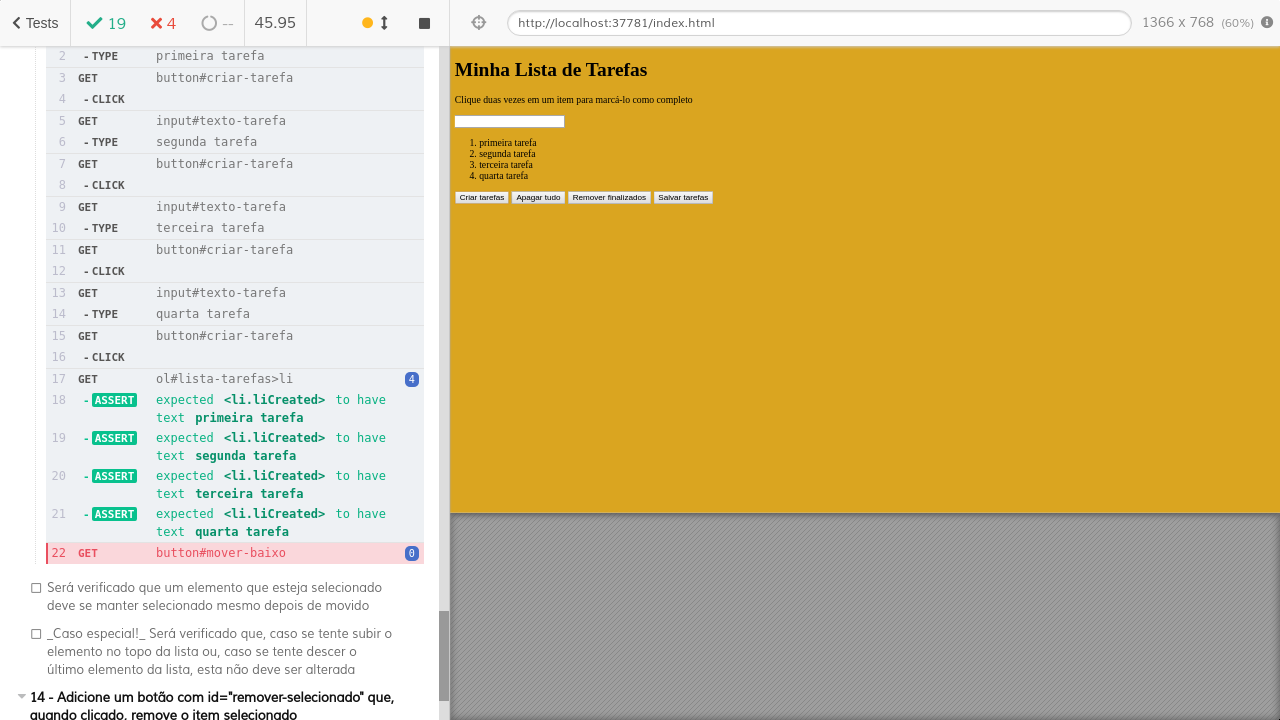 Tests 19 4 -- 45.95 http://localhost:37781/index.html 1366 x 768 (60%)
2 - TYPE primeira tarefa
3 GET button#criar-tarefa
4 - CLICK
5 GET input#texto-tarefa
6 - TYPE segunda tarefa
7 GET button#criar-tarefa
8 - CLICK
9 GET input#texto-tarefa
10 - TYPE terceira tarefa
11 GET button#criar-tarefa
12 - CLICK
13 GET input#texto-tarefa
14 - TYPE quarta tarefa
15 GET button#criar-tarefa
16 - CLICK
17 GET ol#lista-tarefas>li 4
18 - ASSERT expected <li.liCreated> to have
text primeira tarefa
19 - ASSERT expected <li.liCreated> to have
text segunda tarefa
20 - ASSERT expected <li.liCreated> to have
text terceira tarefa
21 - ASSERT expected <li.liCreated> to have
text quarta tarefa
22 GET button#mover-baixo 0
Será verificado que um elemento que esteja selecionado
deve se manter selecionado mesmo depois de movido
_Caso especial!_ Será verificado que, caso se tente subir o
elemento no topo da lista ou, caso se tente descer o
último elemento da lista, esta não deve ser alterada
14 - Adicione um botão com id="remover-selecionado" que,
quando clicado, remove o item selecionado
Minha Lista de Tarefas
Clique duas vezes em um item para marcá-lo como completo
1. primeira tarefa
2. segunda tarefa
3. terceira tarefa
4. quarta tarefa
Criar tarefas Apagar tudo Remover finalizados Salvar tarefas